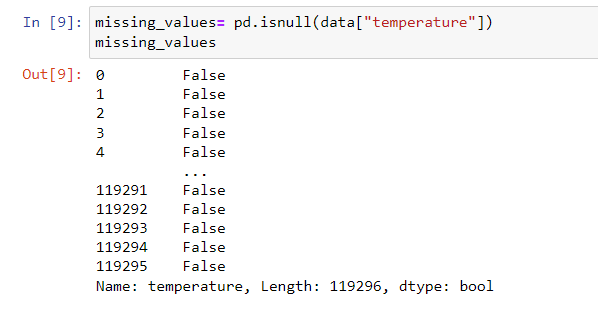 In [9]: missing_values= pd.isnull(data["temperature"])
missing_values
Out[9]: 0 False
1 False
2 False
3 False
4 False
...
119291 False
119292 False
119293 False
119294 False
119295 False
Name: temperature, Length: 119296, dtype: bool